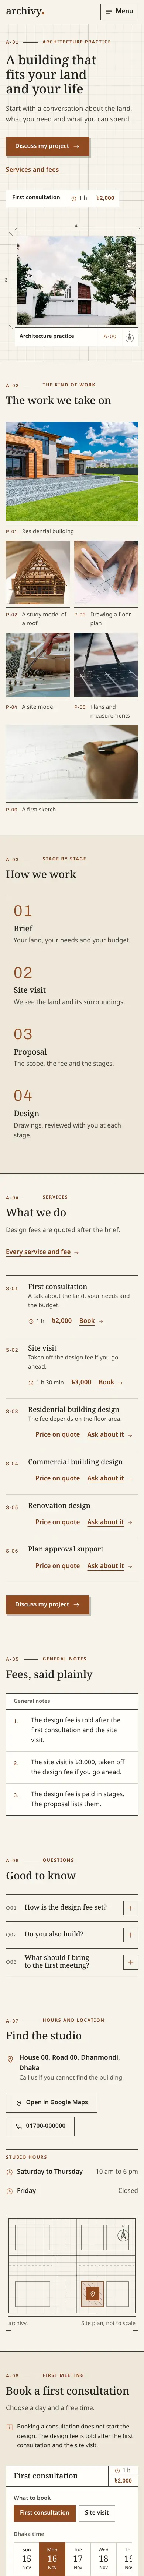 archivy.
Menu
A-01 ARCHITECTURE PRACTICE
A building that
fits your land
and your life
Start with a conversation about the land,
what you need and what you can spend.
Discuss my project →
Services and fees
First consultation 1 h ৳2,000
Architecture practice A-00
A-02 THE KIND OF WORK
The work we take on
P-01 Residential building
P-02 A study model of
a roof
P-03 Drawing a floor
plan
P-04 A site model
P-05 Plans and
measurements
P-06 A first sketch
A-03 STAGE BY STAGE
How we work
01
Brief
Your land, your needs and your budget.
02
Site visit
We see the land and its surroundings.
03
Proposal
The scope, the fee and the stages.
04
Design
Drawings, reviewed with you at each
stage.
A-04 SERVICES
What we do
Design fees are quoted after the brief.
Every service and fee →
S-01 First consultation
A talk about the land, your needs and
the budget.
1 h ৳2,000 Book →
S-02 Site visit
Taken off the design fee if you go
ahead.
1 h 30 min ৳3,000 Book →
S-03 Residential building design
The fee depends on the floor area.
Price on quote Ask about it →
S-04 Commercial building design
Price on quote Ask about it →
S-05 Renovation design
Price on quote Ask about it →
S-06 Plan approval support
Price on quote Ask about it →
Discuss my project →
A-05 GENERAL NOTES
Fees, said plainly
General notes
1. The design fee is told after the
first consultation and the site
visit.
2. The site visit is ৳3,000, taken off
the design fee if you go ahead.
3. The design fee is paid in stages.
The proposal lists them.
A-06 QUESTIONS
Good to know
Q01 How is the design fee set?
Q02 Do you also build?
Q03 What should I bring
to the first meeting?
A-07 HOURS AND LOCATION
Find the studio
House 00, Road 00, Dhanmondi,
Dhaka
Call us if you cannot find the building.
Open in Google Maps
01700-000000
STUDIO HOURS
Saturday to Thursday 10 am to 6 pm
Friday Closed
archivy. Site plan, not to scale
A-08 FIRST MEETING
Book a first consultation
Choose a day and a free time.
Booking a consultation does not start the
design. The design fee is told after the first
consultation and the site visit.
First consultation
1 h
৳2,000
What to book
First consultation Site visit
Dhaka time
Sun Mon Tue Wed
15 16 17 18
Nov Nov Nov Nov